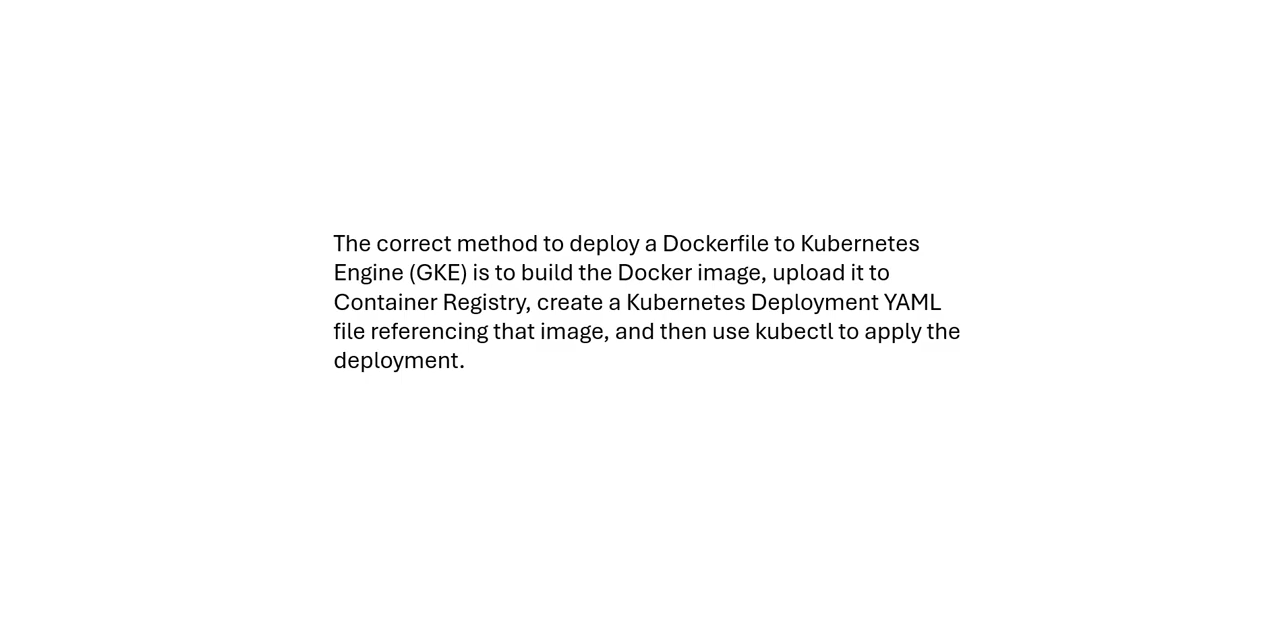 The correct method to deploy a Dockerfile to Kubernetes
Engine (GKE) is to build the Docker image, upload it to
Container Registry, create a Kubernetes Deployment YAML
file referencing that image, and then use kubectl to apply the
deployment.